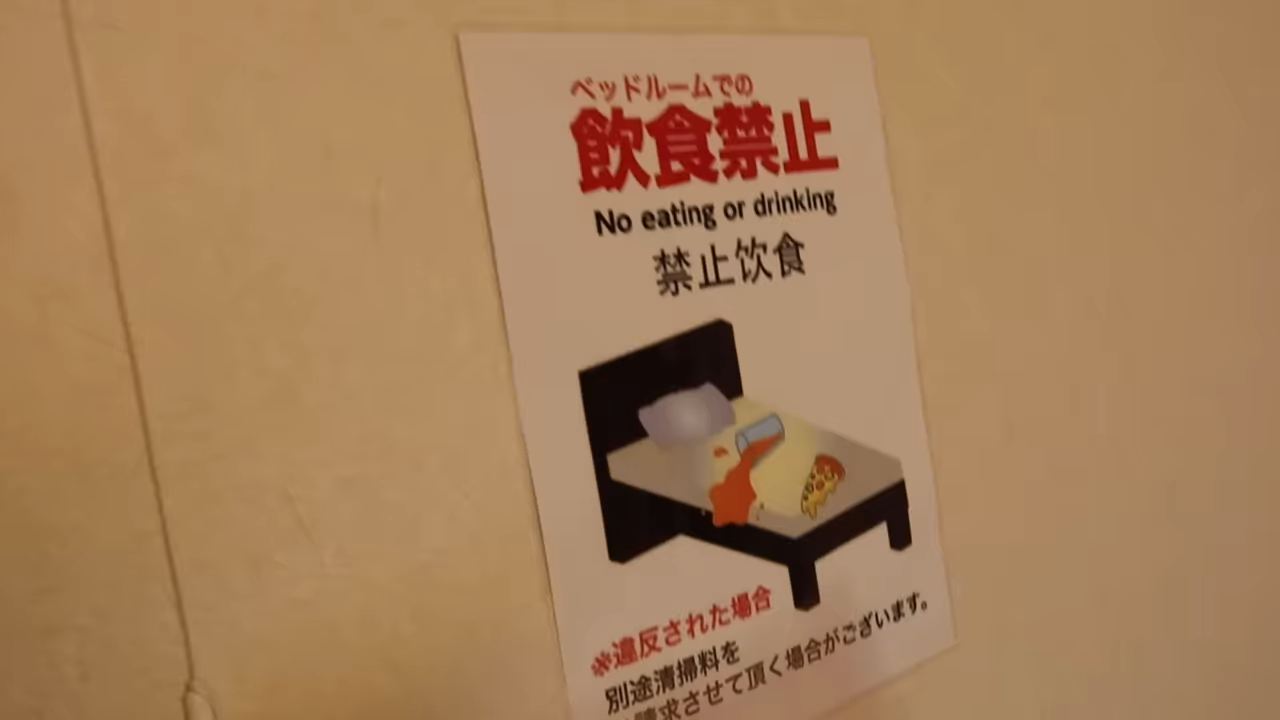 ベッドルームでの
飲食禁止
No eating or drinking
禁止饮食
※違反された場合
別途清掃料を
請求させて頂く場合がございます。